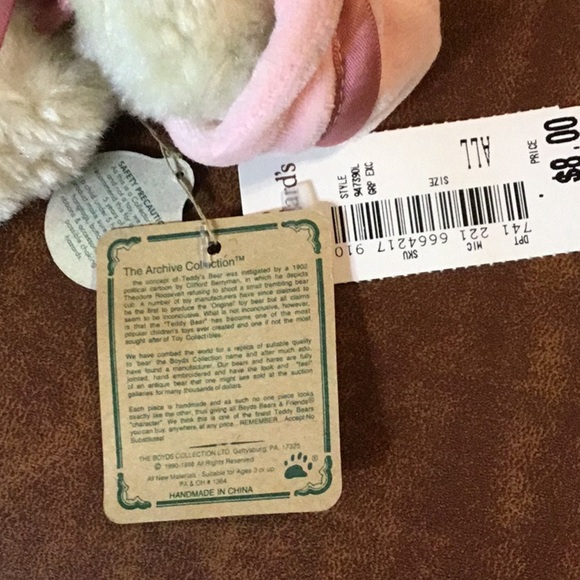 SAFETY PRECAUTION
The Archive Collection™
the concept of Teddy's Bear was instigated by a 1902
political cartoon by Clifford Berryman, in which he depicts
Theodore Roosevelt refusing to shoot a small trembling bear
cub. A number of toy manufacturers have since claimed to
be the first to produce the "Original" toy bear but all claims
seem to be inconclusive. What is not inconclusive, however,
is that the "Teddy Bear" has become one of the most
popular children's toys ever created and one if not the most
sought after of Toy Collectibles.
We have combed the world for a replica of suitable quality
to 'bear' the Boyds Collection name and after much ado,
have found a manufacturer. Our bears and hares are fully
jointed, hand embroidered and have the look and "feel"
of an antique bear that one might see sold at the auction
galleries for many thousands of dollars.
Each piece is handmade and as such no one piece looks
exactly like the other, thus giving all Boyds Bears & Friends®
"character". We think this is one of the finest Teddy Bears
you can buy, anywhere, at any price... REMEMBER...Accept No
Substitutes!
THE BOYDS COLLECTION LTD. Gettysburg, PA. 17325
© 1990-1998 All Rights Reserved
All New Materials - Suitable for Ages 3 or up
PA & OH # 1364
®
HANDMADE IN CHINA
ard's
STYLE
947390L
GRP EXC
SIZE
ALL
PRICE
$8.00
DPT MIC SKU
741 221 6664217 910